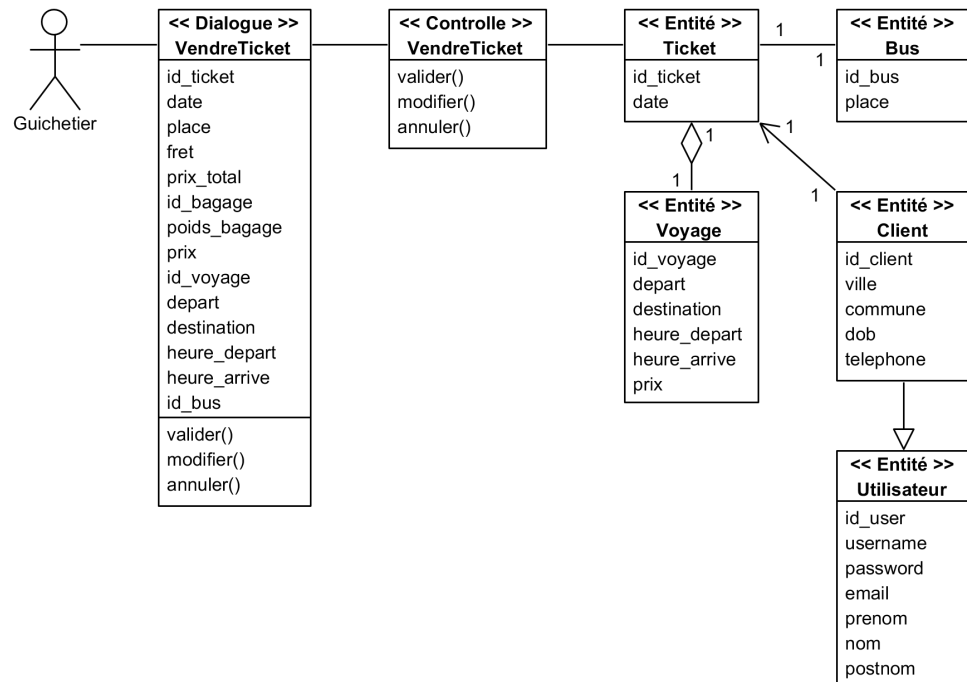 Guichetier
<< Dialogue >>
VendreTicket
id_ticket
date
place
fret
prix_total
id_bagage
poids_bagage
prix
id_voyage
depart
destination
heure_depart
heure_arrive
id_bus
valider()
modifier()
annuler()
<< Controlle >>
VendreTicket
valider()
modifier()
annuler()
<< Entité >>
Ticket
id_ticket
date
1
1
<< Entité >>
Bus
id_bus
place
1
1
<< Entité >>
Voyage
id_voyage
depart
destination
heure_depart
heure_arrive
prix
1
1
<< Entité >>
Client
id_client
ville
commune
dob
telephone
<< Entité >>
Utilisateur
id_user
username
password
email
prenom
nom
postnom